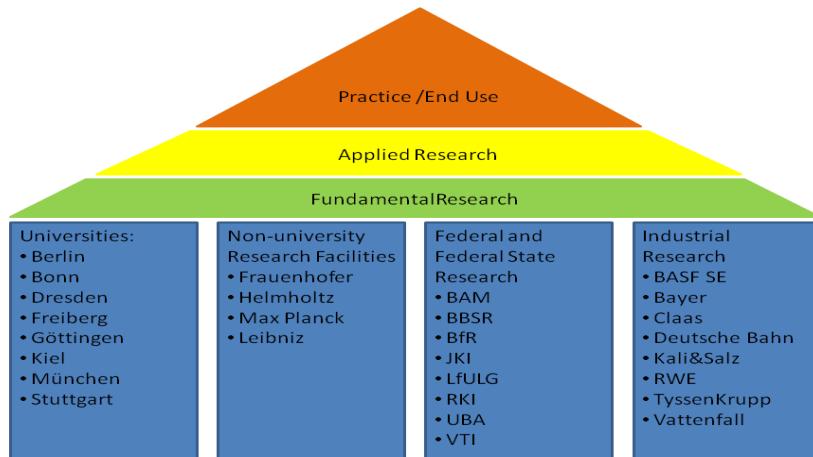 Practice /End Use
Applied Research
FundamentalResearch
Universities:
• Berlin
• Bonn
• Dresden
• Freiberg
• Göttingen
• Kiel
• München
• Stuttgart
Non-university
Research Facilities
• Frauenhofer
• Helmholtz
• Max Planck
• Leibniz
Federal and
Federal State
Research
• BAM
• BBSR
• BfR
• JKI
• LfULG
• RKI
• UBA
• VTI
Industrial
Research
• BASF SE
• Bayer
• Claas
• Deutsche Bahn
• Kali&Salz
• RWE
• TyssenKrupp
• Vattenfall